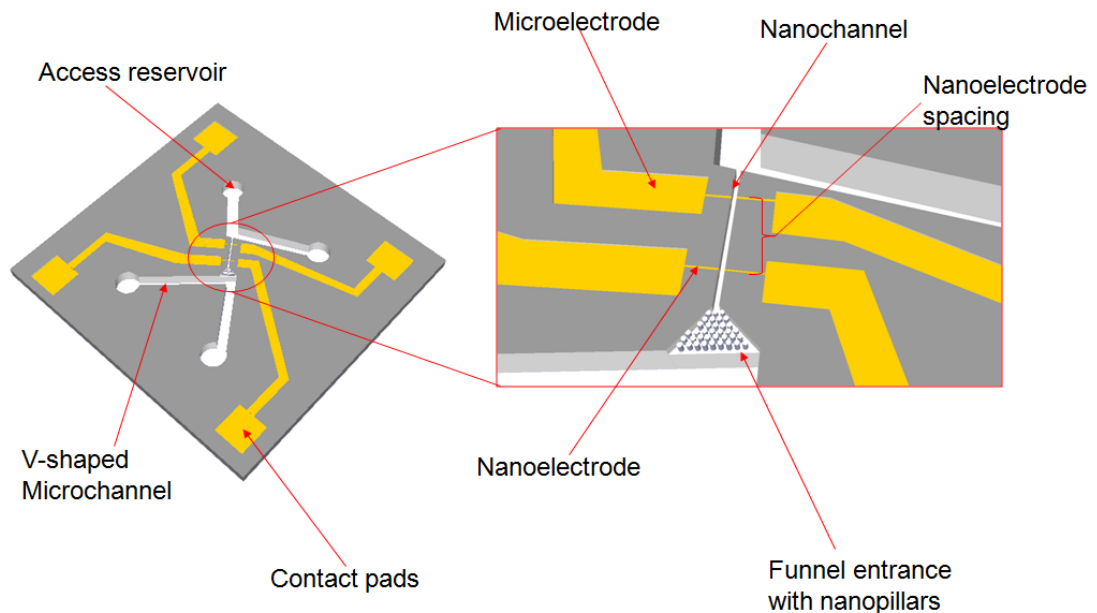 Microelectrode
Nanochannel
Access reservoir
Nanoelectrode
spacing
V-shaped
Microchannel
Nanoelectrode
Contact pads
Funnel entrance
with nanopillars